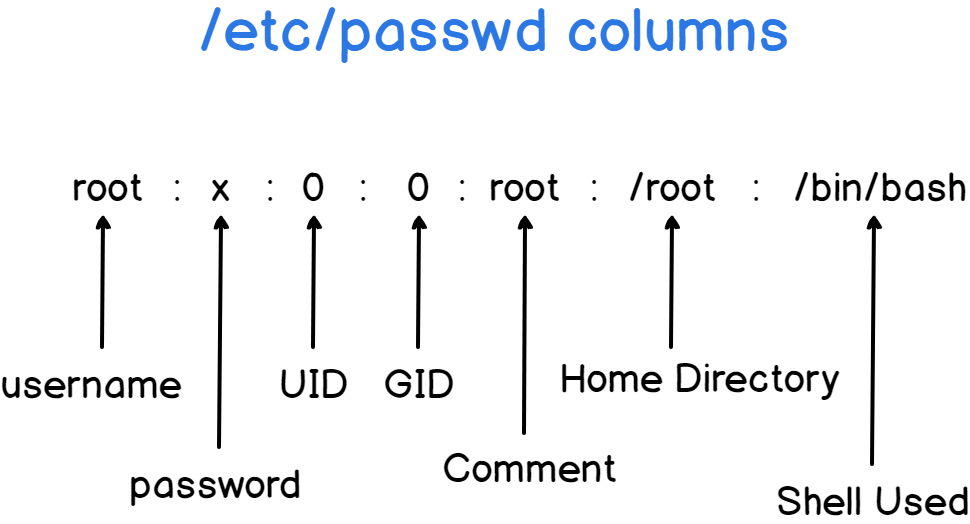 /etc/passwd columns
root : x : 0 : 0 : root : /root : /bin/bash
username
UID
GID
Home Directory
password
Comment
Shell Used